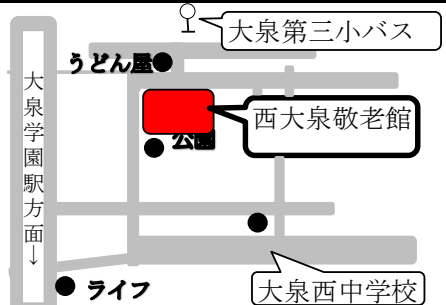 大泉第三小バス
うどん屋
西大泉敬老館
公園
大泉学園駅方面↓
ライフ
大泉西中学校